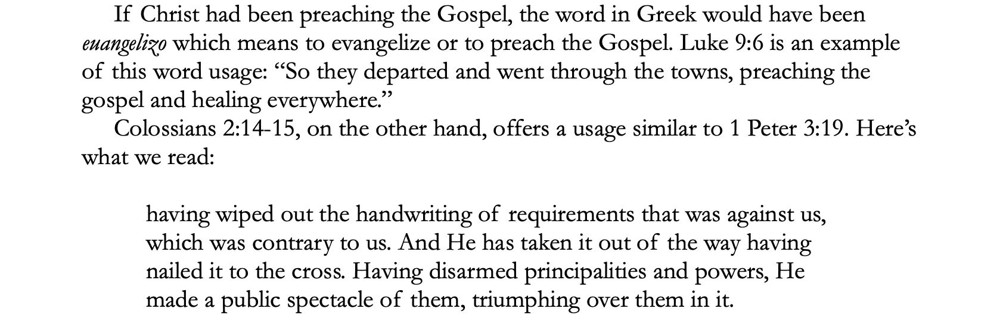 If Christ had been preaching the Gospel, the word in Greek would have been
euangelizo which means to evangelize or to preach the Gospel. Luke 9:6 is an example
of this word usage: “So they departed and went through the towns, preaching the
gospel and healing everywhere.”
Colossians 2:14-15, on the other hand, offers a usage similar to 1 Peter 3:19. Here’s
what we read:
having wiped out the handwriting of requirements that was against us,
which was contrary to us. And He has taken it out of the way having
nailed it to the cross. Having disarmed principalities and powers, He
made a public spectacle of them, triumphing over them in it.